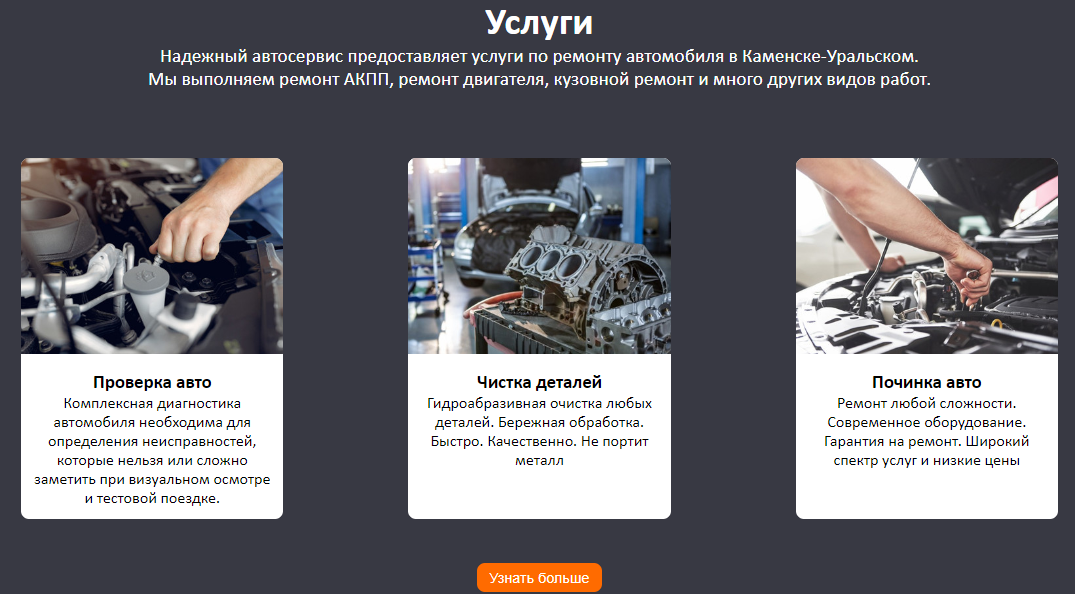 Услуги
Надежный автосервис предоставляет услуги по ремонту автомобиля в Каменске-Уральском.
Мы выполняем ремонт АКПП, ремонт двигателя, кузовной ремонт и много других видов работ.
Проверка авто
Комплексная диагностика
автомобиля необходима для
определения неисправностей,
которые нельзя или сложно
заметить при визуальном осмотре
и тестовой поездке.
Чистка деталей
Гидроабразивная очистка любых
деталей. Бережная обработка.
Быстро. Качественно. Не портит
металл
Починка авто
Ремонт любой сложности.
Современное оборудование.
Гарантия на ремонт. Широкий
спектр услуг и низкие цены
Узнать больше